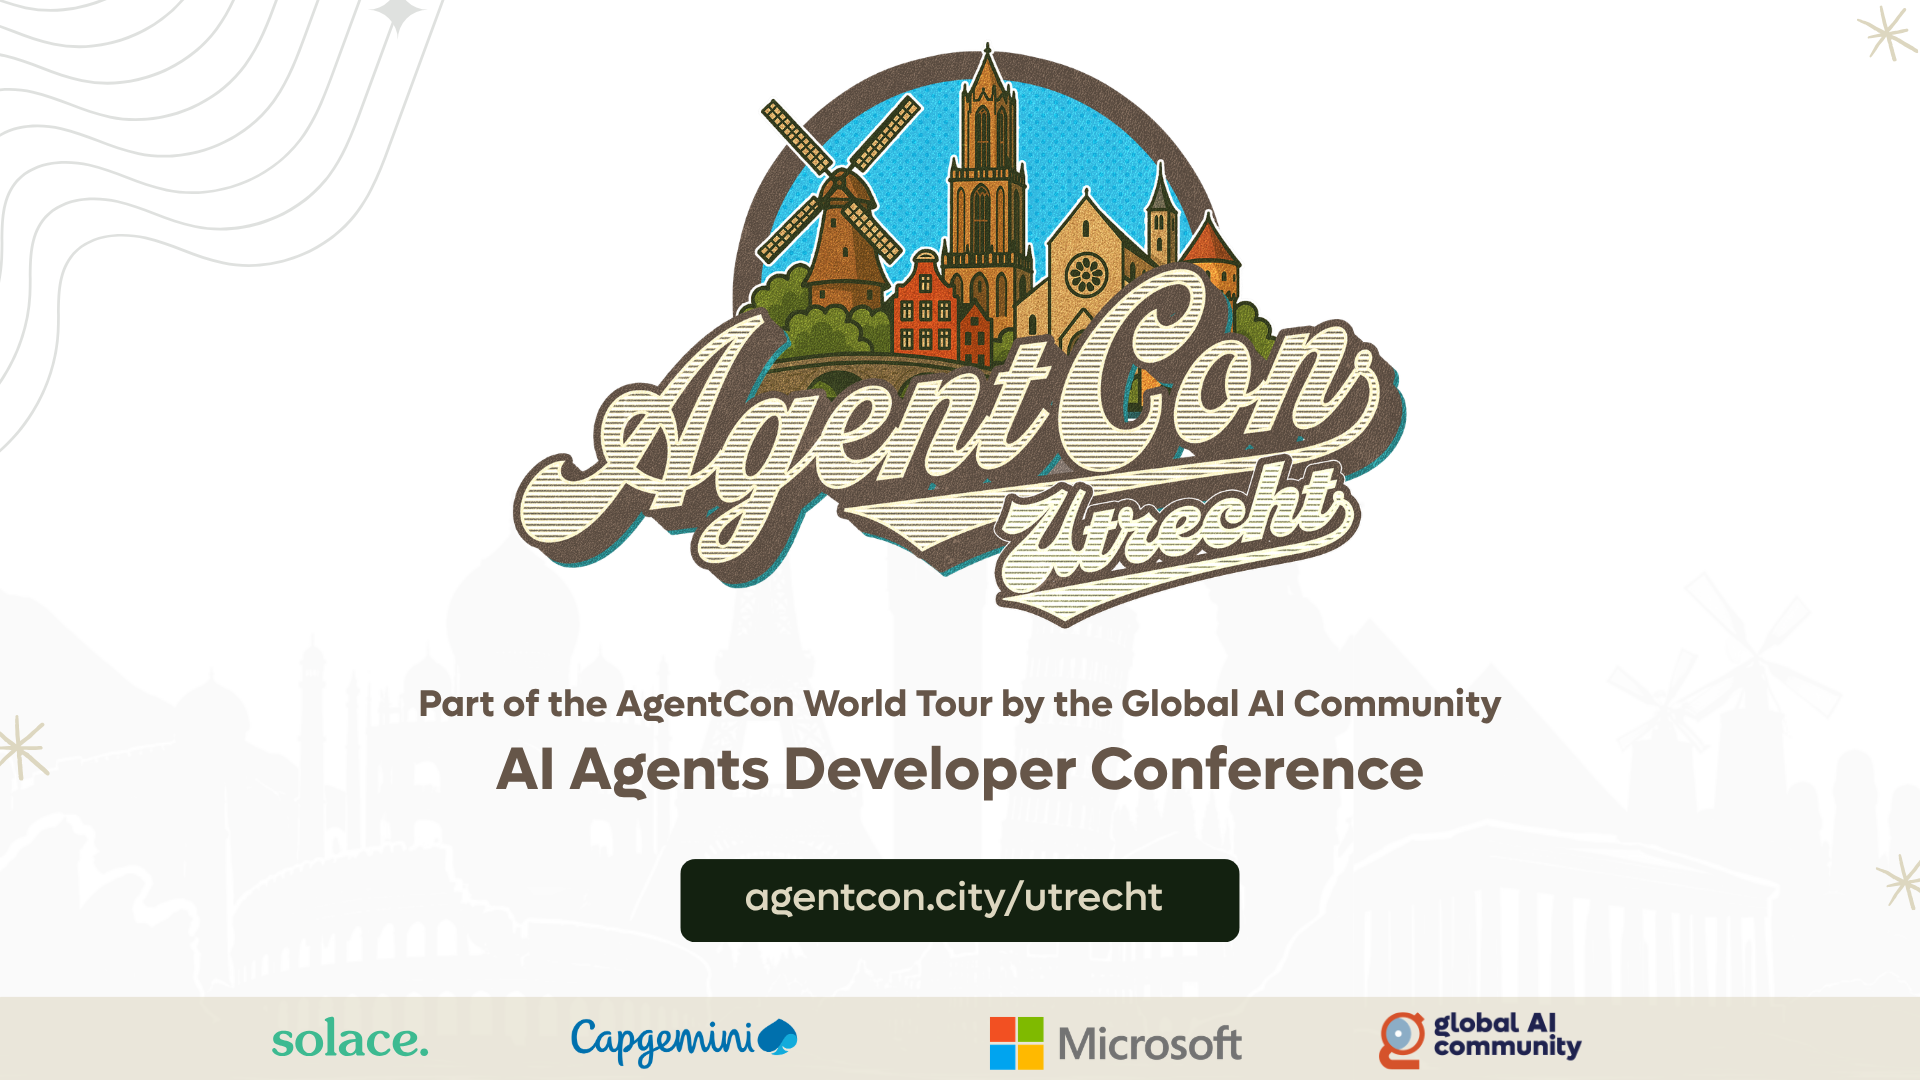 AgentCon
Utrecht
Part of the AgentCon World Tour by the Global AI Community
AI Agents Developer Conference
agentcon.city/utrecht
solace.
Capgemini
Microsoft
global AI
community